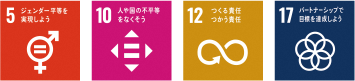 5 ジェンダー平等を
実現しよう
10 人や国の不平等
をなくそう
12 つくる責任
つかう責任
17 パートナーシップで
目標を達成しよう